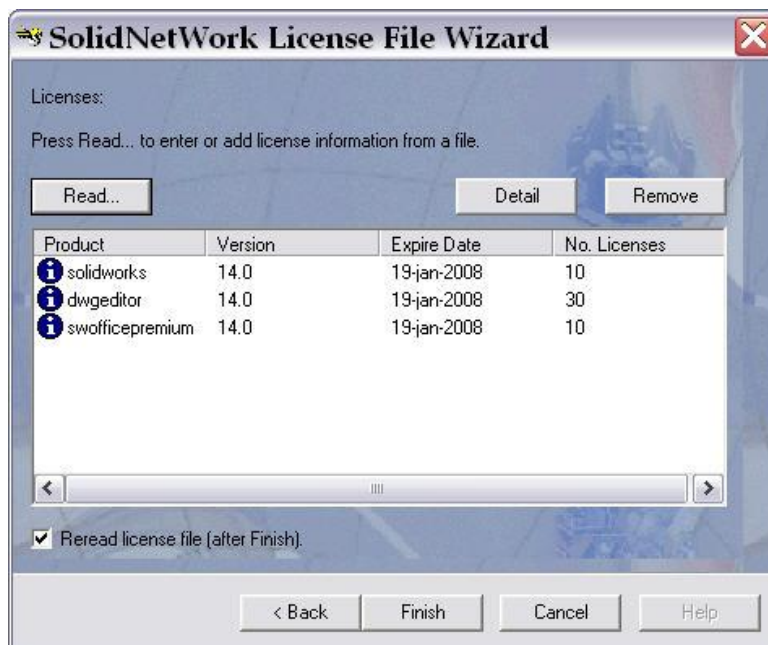 SolidNetWork License File Wizard
Licenses:
Press Read... to enter or add license information from a file.
Read... Detail Remove
Product Version Expire Date No. Licenses
solidworks 14.0 19-jan-2008 10
dwgeditor 14.0 19-jan-2008 30
swofficepremium 14.0 19-jan-2008 10
Reread license file (after Finish).
< Back Finish Cancel Help